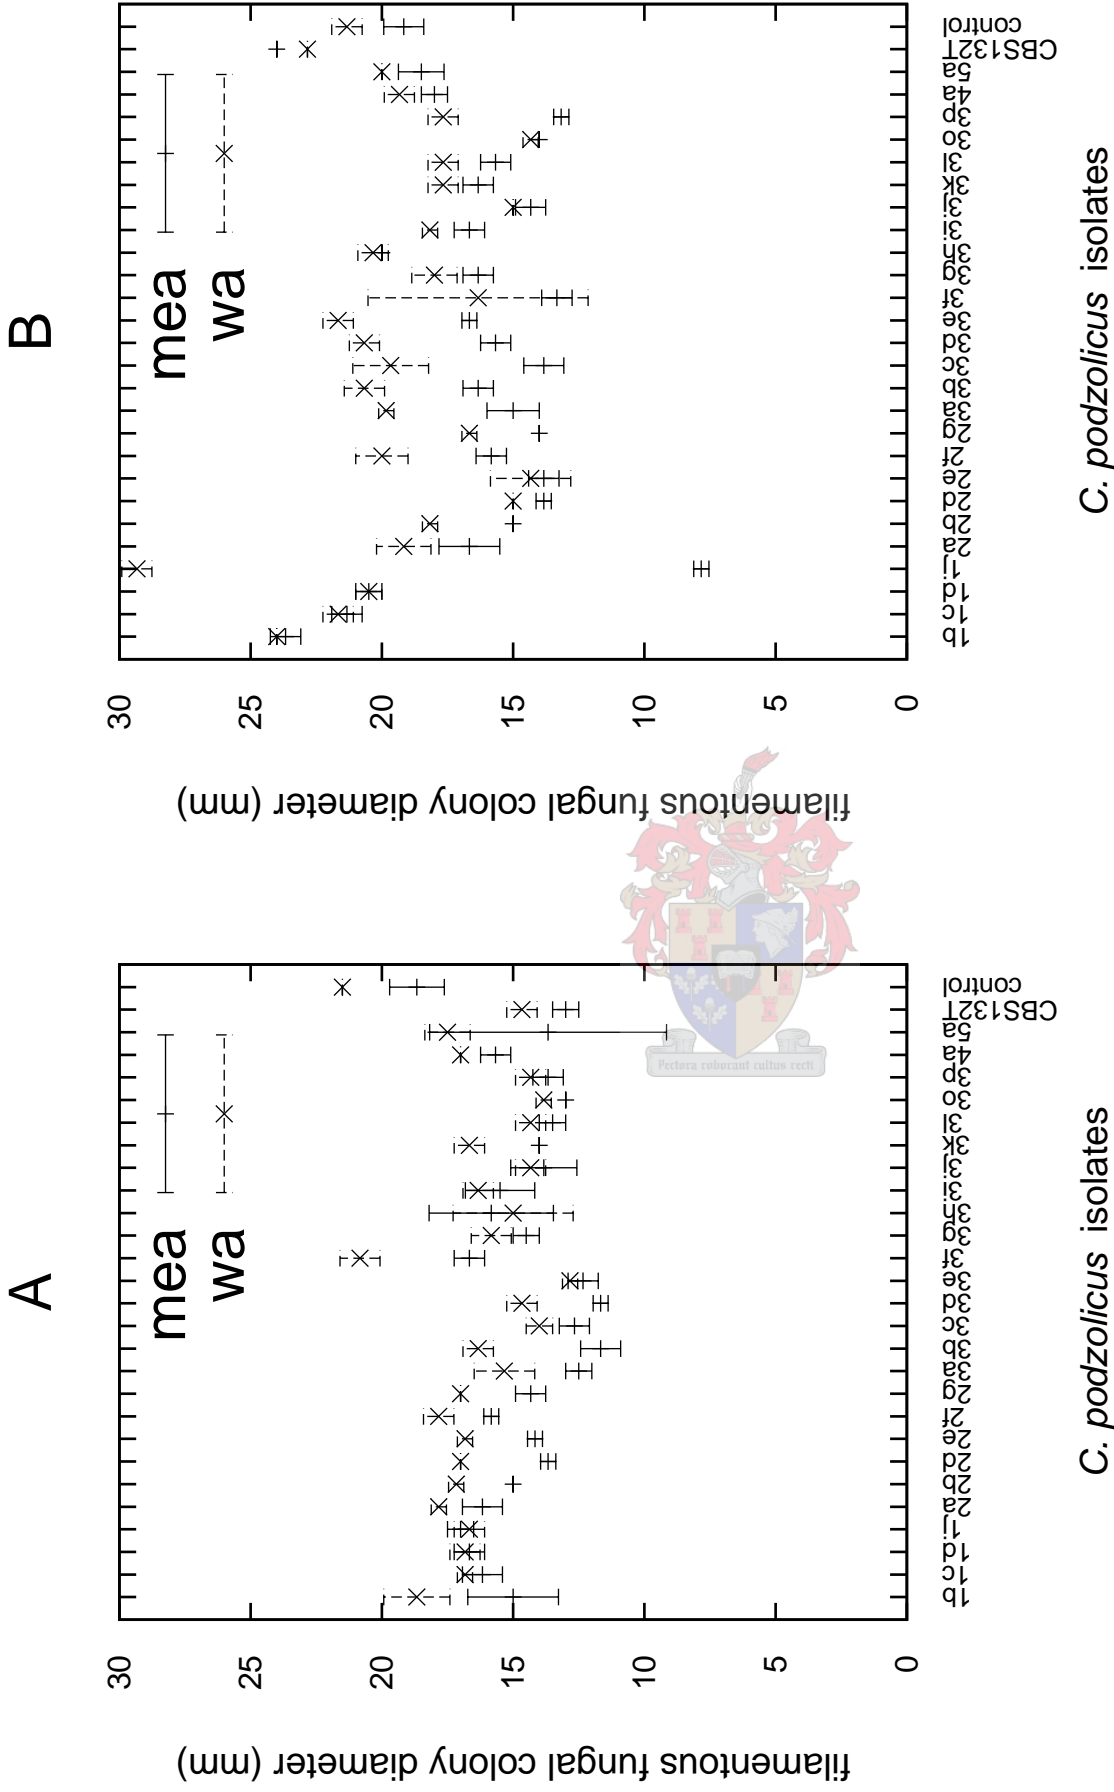 A
mea
wa
filamentous fungal colony diameter (mm)
30
25
20
15
10
5
0
1b
1c
1d
1j
2a
2b
2d
2e
2f
2g
3a
3b
3c
3d
3e
3f
3g
3h
3i
3j
3k
3l
3o
3p
4a
5a
CBS132T
control
C. podzolicus isolates
B
mea
wa
filamentous fungal colony diameter (mm)
30
25
20
15
10
5
0
1b
1c
1d
1j
2a
2b
2d
2e
2f
2g
3a
3b
3c
3d
3e
3f
3g
3h
3i
3j
3k
3l
3o
3p
4a
5a
CBS132T
control
C. podzolicus isolates
Pectora roborant cultus recti